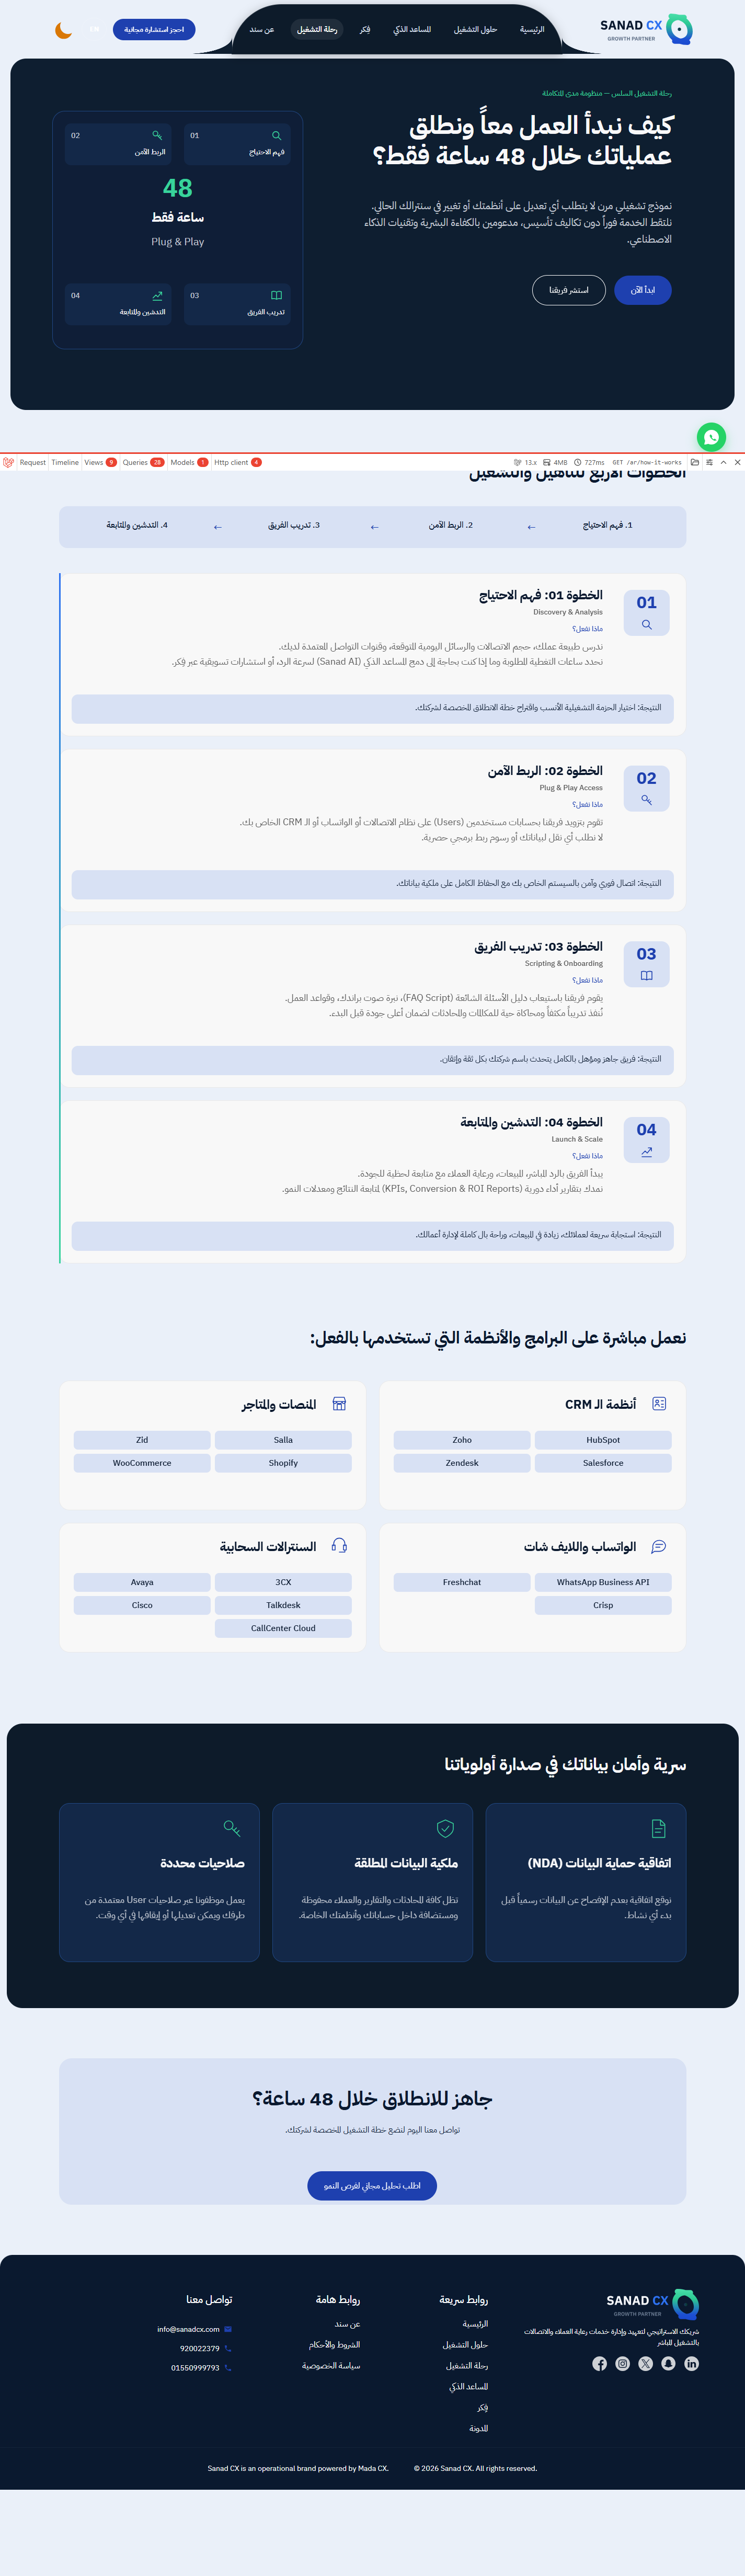 SANAD CX
GROWTH PARTNER
الرئيسية
حلول التشغيل
المساعد الذكي
فِكر
رحلة التشغيل
عن سند
احجز استشارة مجانية
EN
رحلة التشغيل السلس — منظومة مدى المتكاملة
كيف نبدأ العمل معاً ونطلق
عملياتك خلال 48 ساعة فقط؟
نموذج تشغيلي مرن لا يتطلب أي تعديل على أنظمتك أو تغيير في سنترالك الحالي.
نلتقط الخدمة فوراً دون تكاليف تأسيس، مدعومين بالكفاءة البشرية وتقنيات الذكاء
الاصطناعي.
ابدأ الآن
استشر فريقنا
01
فهم الاحتياج
02
الربط الآمن
48
ساعة فقط
Plug & Play
03
تدريب الفريق
04
التدشين والمتابعة
Request
Timeline
Views 9
Queries 28
Models 1
Http client 4
13.x
4MB
727ms
GET /ar/how-it-works
الخطوات الأربع للتأهيل والتشغيل
1. فهم الاحتياج
←
2. الربط الآمن
←
3. تدريب الفريق
←
4. التدشين والمتابعة
01
الخطوة 01: فهم الاحتياج
Discovery & Analysis
ماذا نفعل؟
ندرس طبيعة عملك، حجم الاتصالات والرسائل اليومية المتوقعة، وقنوات التواصل المعتمدة لديك.
نحدد ساعات التغطية المطلوبة وما إذا كنت بحاجة إلى دمج المساعد الذكي (Sanad AI) لسرعة الرد، أو استشارات تسويقية عبر فِكر.
النتيجة: اختيار الحزمة التشغيلية الأنسب واقتراح خطة الانطلاق المخصصة لشركتك.
02
الخطوة 02: الربط الآمن
Plug & Play Access
ماذا نفعل؟
تقوم بتزويد فريقنا بحسابات مستخدمين (Users) على نظام الاتصالات أو الواتساب أو الـ CRM الخاص بك.
لا نطلب أي نقل لبياناتك أو رسوم ربط برمجي حصرية.
النتيجة: اتصال فوري وآمن بالسيستم الخاص بك مع الحفاظ الكامل على ملكية بياناتك.
03
الخطوة 03: تدريب الفريق
Scripting & Onboarding
ماذا نفعل؟
يقوم فريقنا باستيعاب دليل الأسئلة الشائعة (FAQ Script)، نبرة صوت براندك، وقواعد العمل.
نُنفذ تدريباً مكثفاً ومحاكاة حية للمكالمات والمحادثات لضمان أعلى جودة قبل البدء.
النتيجة: فريق جاهز ومؤهل بالكامل يتحدث باسم شركتك بكل ثقة وإتقان.
04
الخطوة 04: التدشين والمتابعة
Launch & Scale
ماذا نفعل؟
يبدأ الفريق بالرد المباشر، المبيعات، ورعاية العملاء مع متابعة لحظية للجودة.
نمدك بتقارير أداء دورية (KPIs, Conversion & ROI Reports) لمتابعة النتائج ومعدلات النمو.
النتيجة: استجابة سريعة لعملائك، زيادة في المبيعات، وراحة بال كاملة لإدارة أعمالك.
نعمل مباشرة على البرامج والأنظمة التي تستخدمها بالفعل:
أنظمة الـ CRM
HubSpot
Zoho
Salesforce
Zendesk
المنصات والمتاجر
Salla
Zid
Shopify
WooCommerce
الواتساب واللايف شات
WhatsApp Business API
Freshchat
Crisp
السنترالات السحابية
3CX
Avaya
Talkdesk
Cisco
CallCenter Cloud
سرية وأمان بياناتك في صدارة أولوياتنا
اتفاقية حماية البيانات (NDA)
نوقع اتفاقية بعدم الإفصاح عن البيانات رسمياً قبل
بدء أي نشاط.
ملكية البيانات المطلقة
تظل كافة المحادثات والتقارير والعملاء محفوظة
ومستضافة داخل حساباتك وأنظمتك الخاصة.
صلاحيات محددة
يعمل موظفونا عبر صلاحيات User معتمدة من
طرفك ويمكن تعديلها أو إيقافها في أي وقت.
جاهز للانطلاق خلال 48 ساعة؟
تواصل معنا اليوم لنضع خطة التشغيل المخصصة لشركتك.
اطلب تحليل مجاني لفرص النمو
SANAD CX
GROWTH PARTNER
شريكك الاستراتيجي لتعهيد وإدارة خدمات رعاية العملاء والاتصالات
بالتشغيل المباشر
روابط سريعة
الرئيسية
حلول التشغيل
رحلة التشغيل
المساعد الذكي
فِكر
المدونة
روابط هامة
عن سند
الشروط والأحكام
سياسة الخصوصية
تواصل معنا
info@sanadcx.com
920022379
01550999793
Sanad CX is an operational brand powered by Mada CX.
© 2026 Sanad CX. All rights reserved.